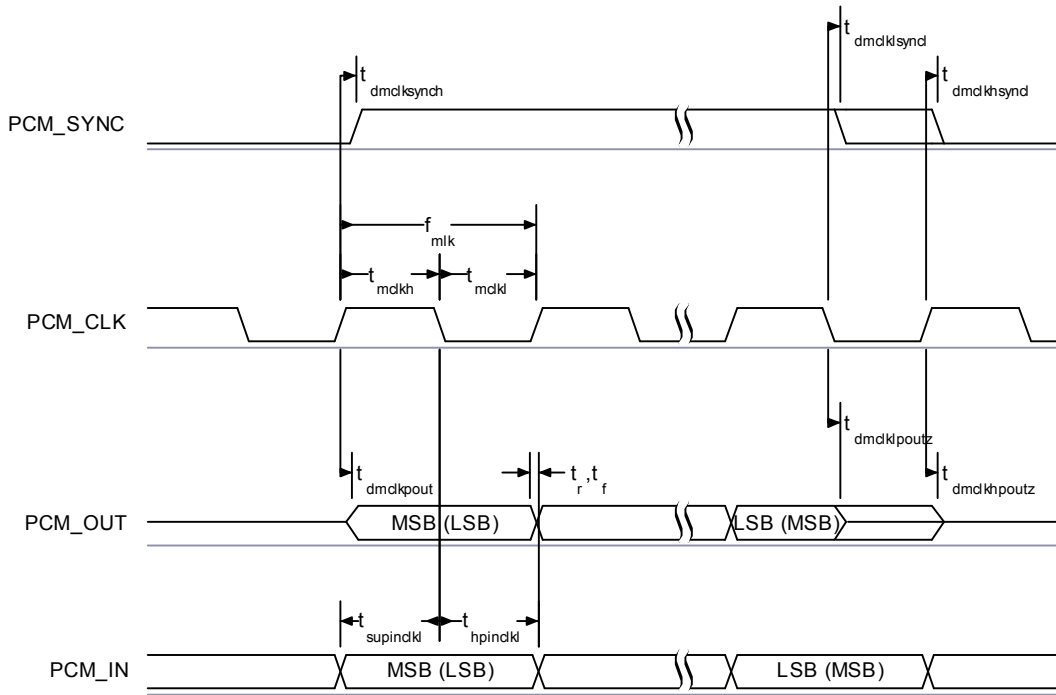 t dmclklsyncl
t dmclksynch
t dmclkhsyncl
PCM_SYNC
f mlk
t mclkh
t mclkl
PCM_CLK
t dmclklpoutz
t dmclkpout
t r ,t f
t dmclkhpoutz
PCM_OUT
MSB (LSB)
LSB (MSB)
t supinclkl
t hpinclkl
PCM_IN
MSB (LSB)
LSB (MSB)